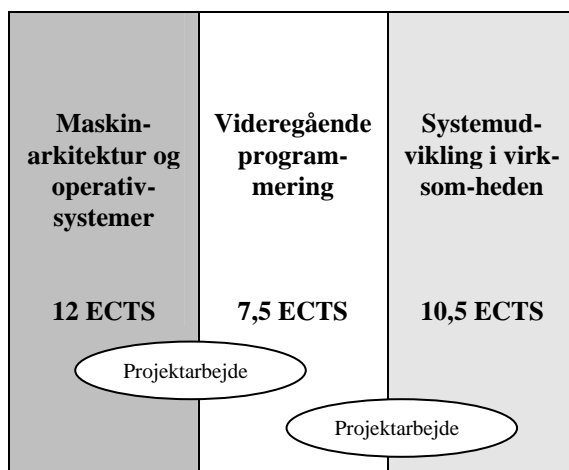 Maskin-
arkitektur og
operativ-
systemer
12 ECTS
Videregående
program-
mering
7,5 ECTS
Systemud-
vikling i virk-
som-heden
10,5 ECTS
Projektarbejde
Projektarbejde